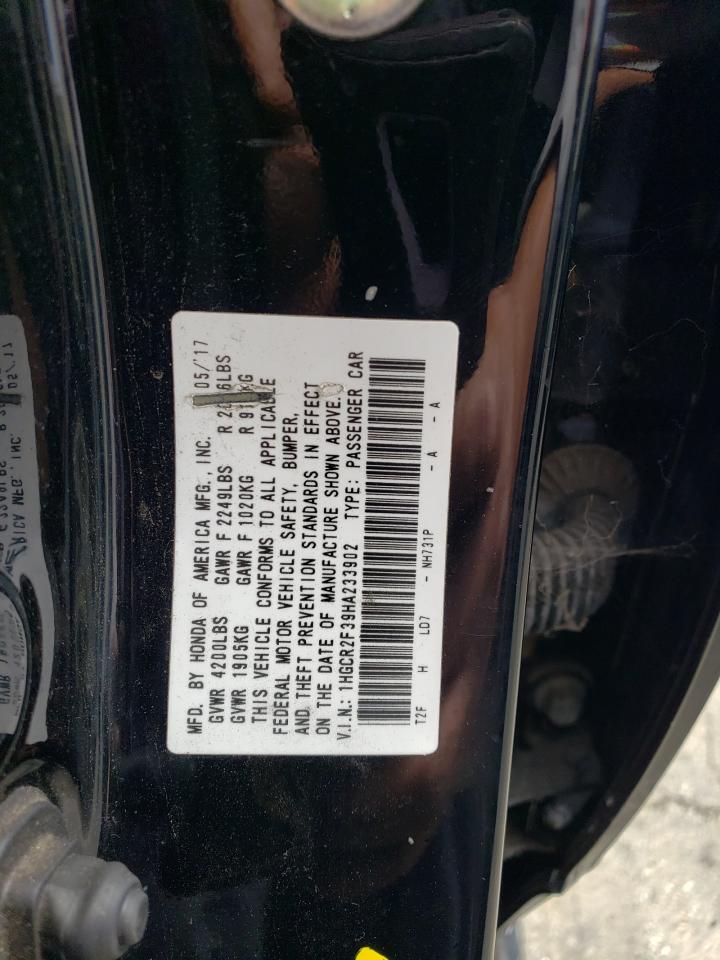 MFD. BY HONDA OF AMERICA MFG., INC. 05/'17
GVWR 4200LBS GAWR F 2249LBS R
GVWR 1905KG GAWR F 1020KG R
THIS VEHICLE CONFORMS TO ALL APPLICABLE
FEDERAL MOTOR VEHICLE SAFETY, BUMPER,
AND THEFT PREVENTION STANDARDS IN EFFECT
ON THE DATE OF MANUFACTURE SHOWN ABOVE.
V.I.N.: 1HGCR2F39HA233902 TYPE: PASSENGER CAR
T2F H LD7 - NH731P - A - A